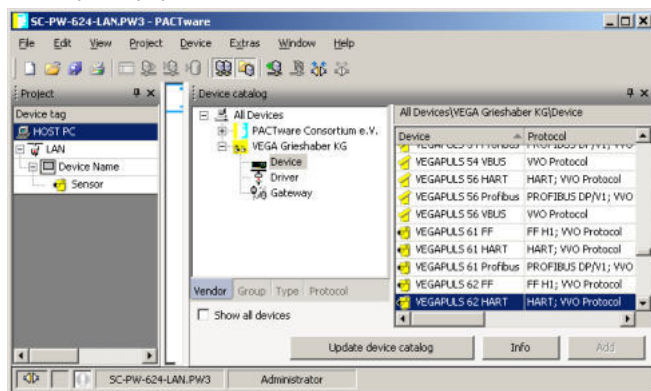 SC-PW-624-LAN.PW3 - PACTware
File Edit View Project Device Extras Window Help
Project
Device tag
HOST PC
LAN
Device Name
Sensor
Device catalog
All Devices
PACTware Consortium e.V.
VEGA Grieshaber KG
Device
Driver
Gateway
Vendor Group Type Protocol
Show all devices
All Devices\VEGA Grieshaber KG\Device
Device Protocol
VEGAPULS 54 VBUS VVO Protocol
VEGAPULS 56 HART HART; VVO Protocol
VEGAPULS 56 Profibus PROFIBUS DP/V1; VVO
VEGAPULS 56 VBUS VVO Protocol
VEGAPULS 61 FF FF H1; VVO Protocol
VEGAPULS 61 HART HART; VVO Protocol
VEGAPULS 61 Profibus PROFIBUS DP/V1; VVO
VEGAPULS 62 FF FF H1; VVO Protocol
VEGAPULS 62 HART HART; VVO Protocol
Update device catalog Info Add
SC-PW-624-LAN.PW3 Administrator